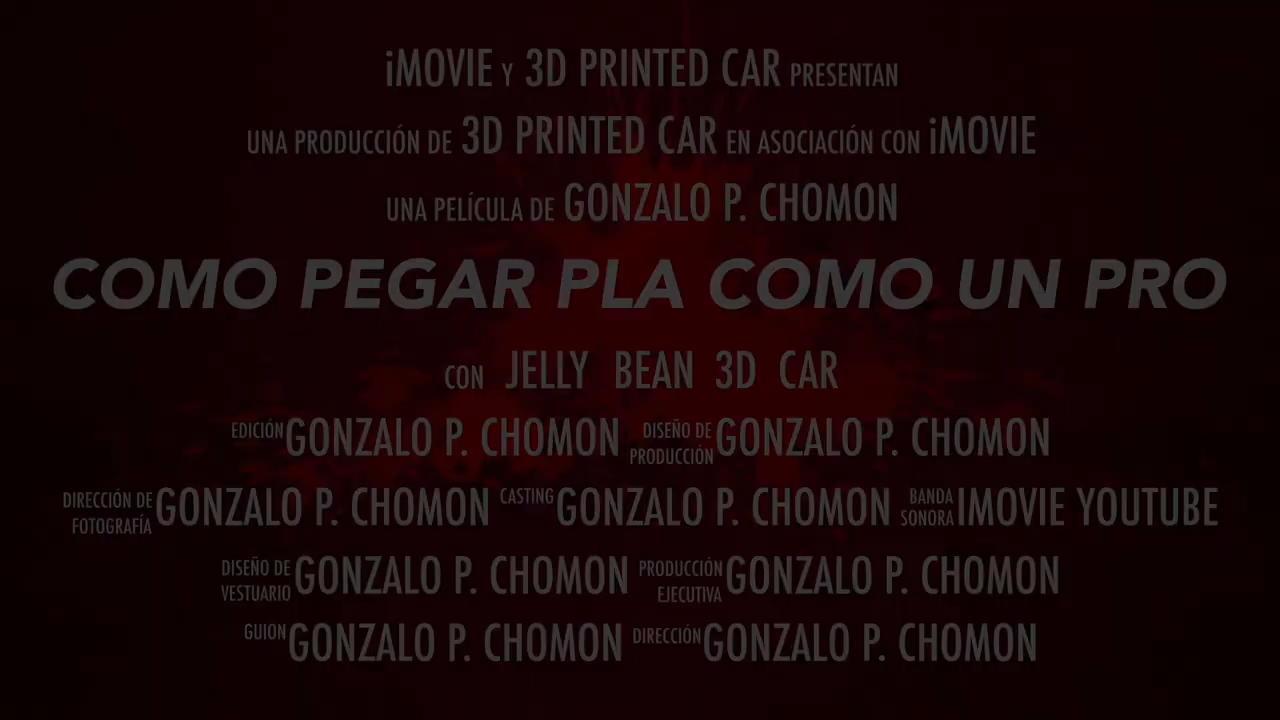 iMOVIE Y 3D PRINTED CAR PRESENTAN
UNA PRODUCCIÓN DE 3D PRINTED CAR EN ASOCIACIÓN CON iMOVIE
UNA PELÍCULA DE GONZALO P. CHOMON
COMO PEGAR PLA COMO UN PRO
CON JELLY BEAN 3D CAR
EDICIÓN GONZALO P. CHOMON DISEÑO DE PRODUCCIÓN GONZALO P. CHOMON
DIRECCIÓN DE FOTOGRAFÍA GONZALO P. CHOMON CASTING GONZALO P. CHOMON BANDA SONORA IMOVIE YOUTUBE
DISEÑO DE VESTUARIO GONZALO P. CHOMON PRODUCCIÓN EJECUTIVA GONZALO P. CHOMON
GUION GONZALO P. CHOMON DIRECCIÓN GONZALO P. CHOMON